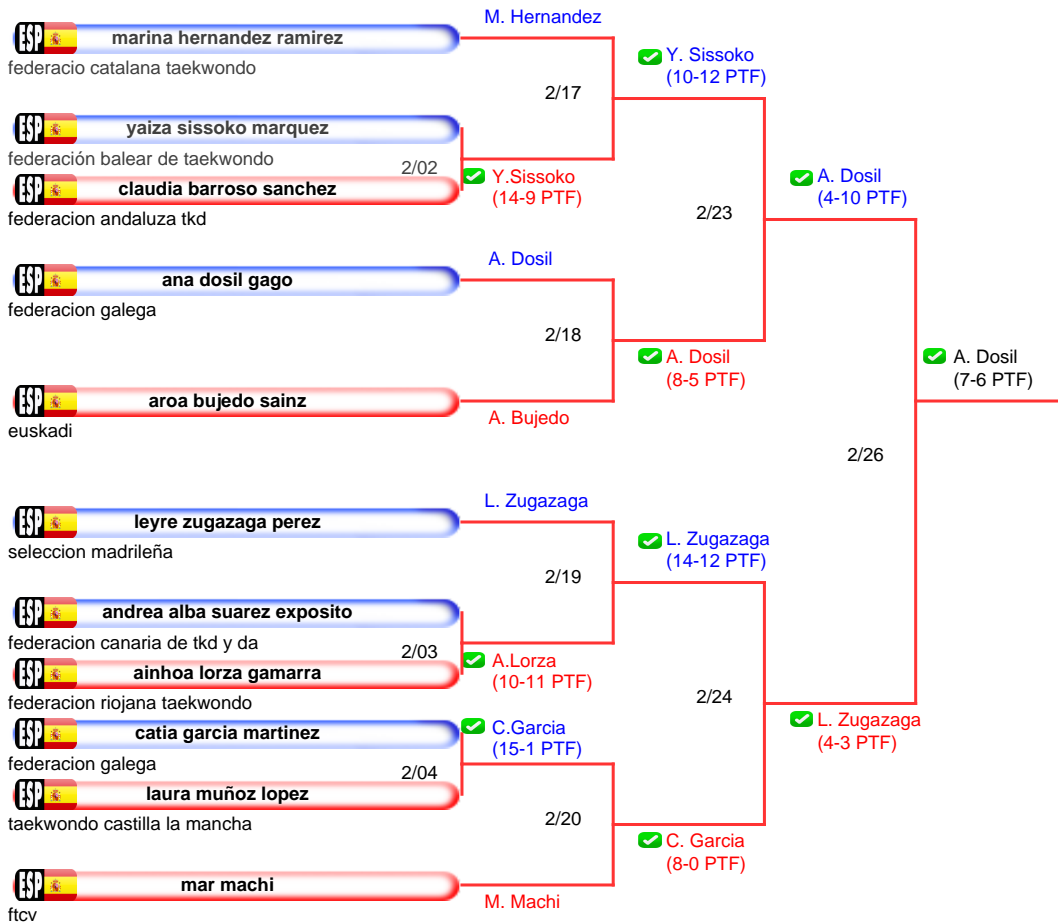 M. Hernandez
ESP marina hernandez ramirez
federacio catalana taekwondo
Y. Sissoko
(10-12 PTF)
2/17
ESP yaiza sissoko marquez
federación balear de taekwondo
2/02
Y.Sissoko
(14-9 PTF)
ESP claudia barroso sanchez
federacion andaluza tkd
A. Dosil
(4-10 PTF)
2/23
A. Dosil
ESP ana dosil gago
federacion galega
2/18
A. Dosil
(8-5 PTF)
A. Dosil
(7-6 PTF)
ESP aroa bujedo sainz
euskadi
A. Bujedo
2/26
L. Zugazaga
ESP leyre zugazaga perez
seleccion madrileña
L. Zugazaga
(14-12 PTF)
2/19
ESP andrea alba suarez exposito
federacion canaria de tkd y da
2/03
A.Lorza
(10-11 PTF)
ESP ainhoa lorza gamarra
federacion riojana taekwondo
2/24
L. Zugazaga
(4-3 PTF)
ESP catia garcia martinez
federacion galega
C.Garcia
(15-1 PTF)
2/04
ESP laura muñoz lopez
taekwondo castilla la mancha
2/20
C. Garcia
(8-0 PTF)
ESP mar machi
ftcv
M. Machi